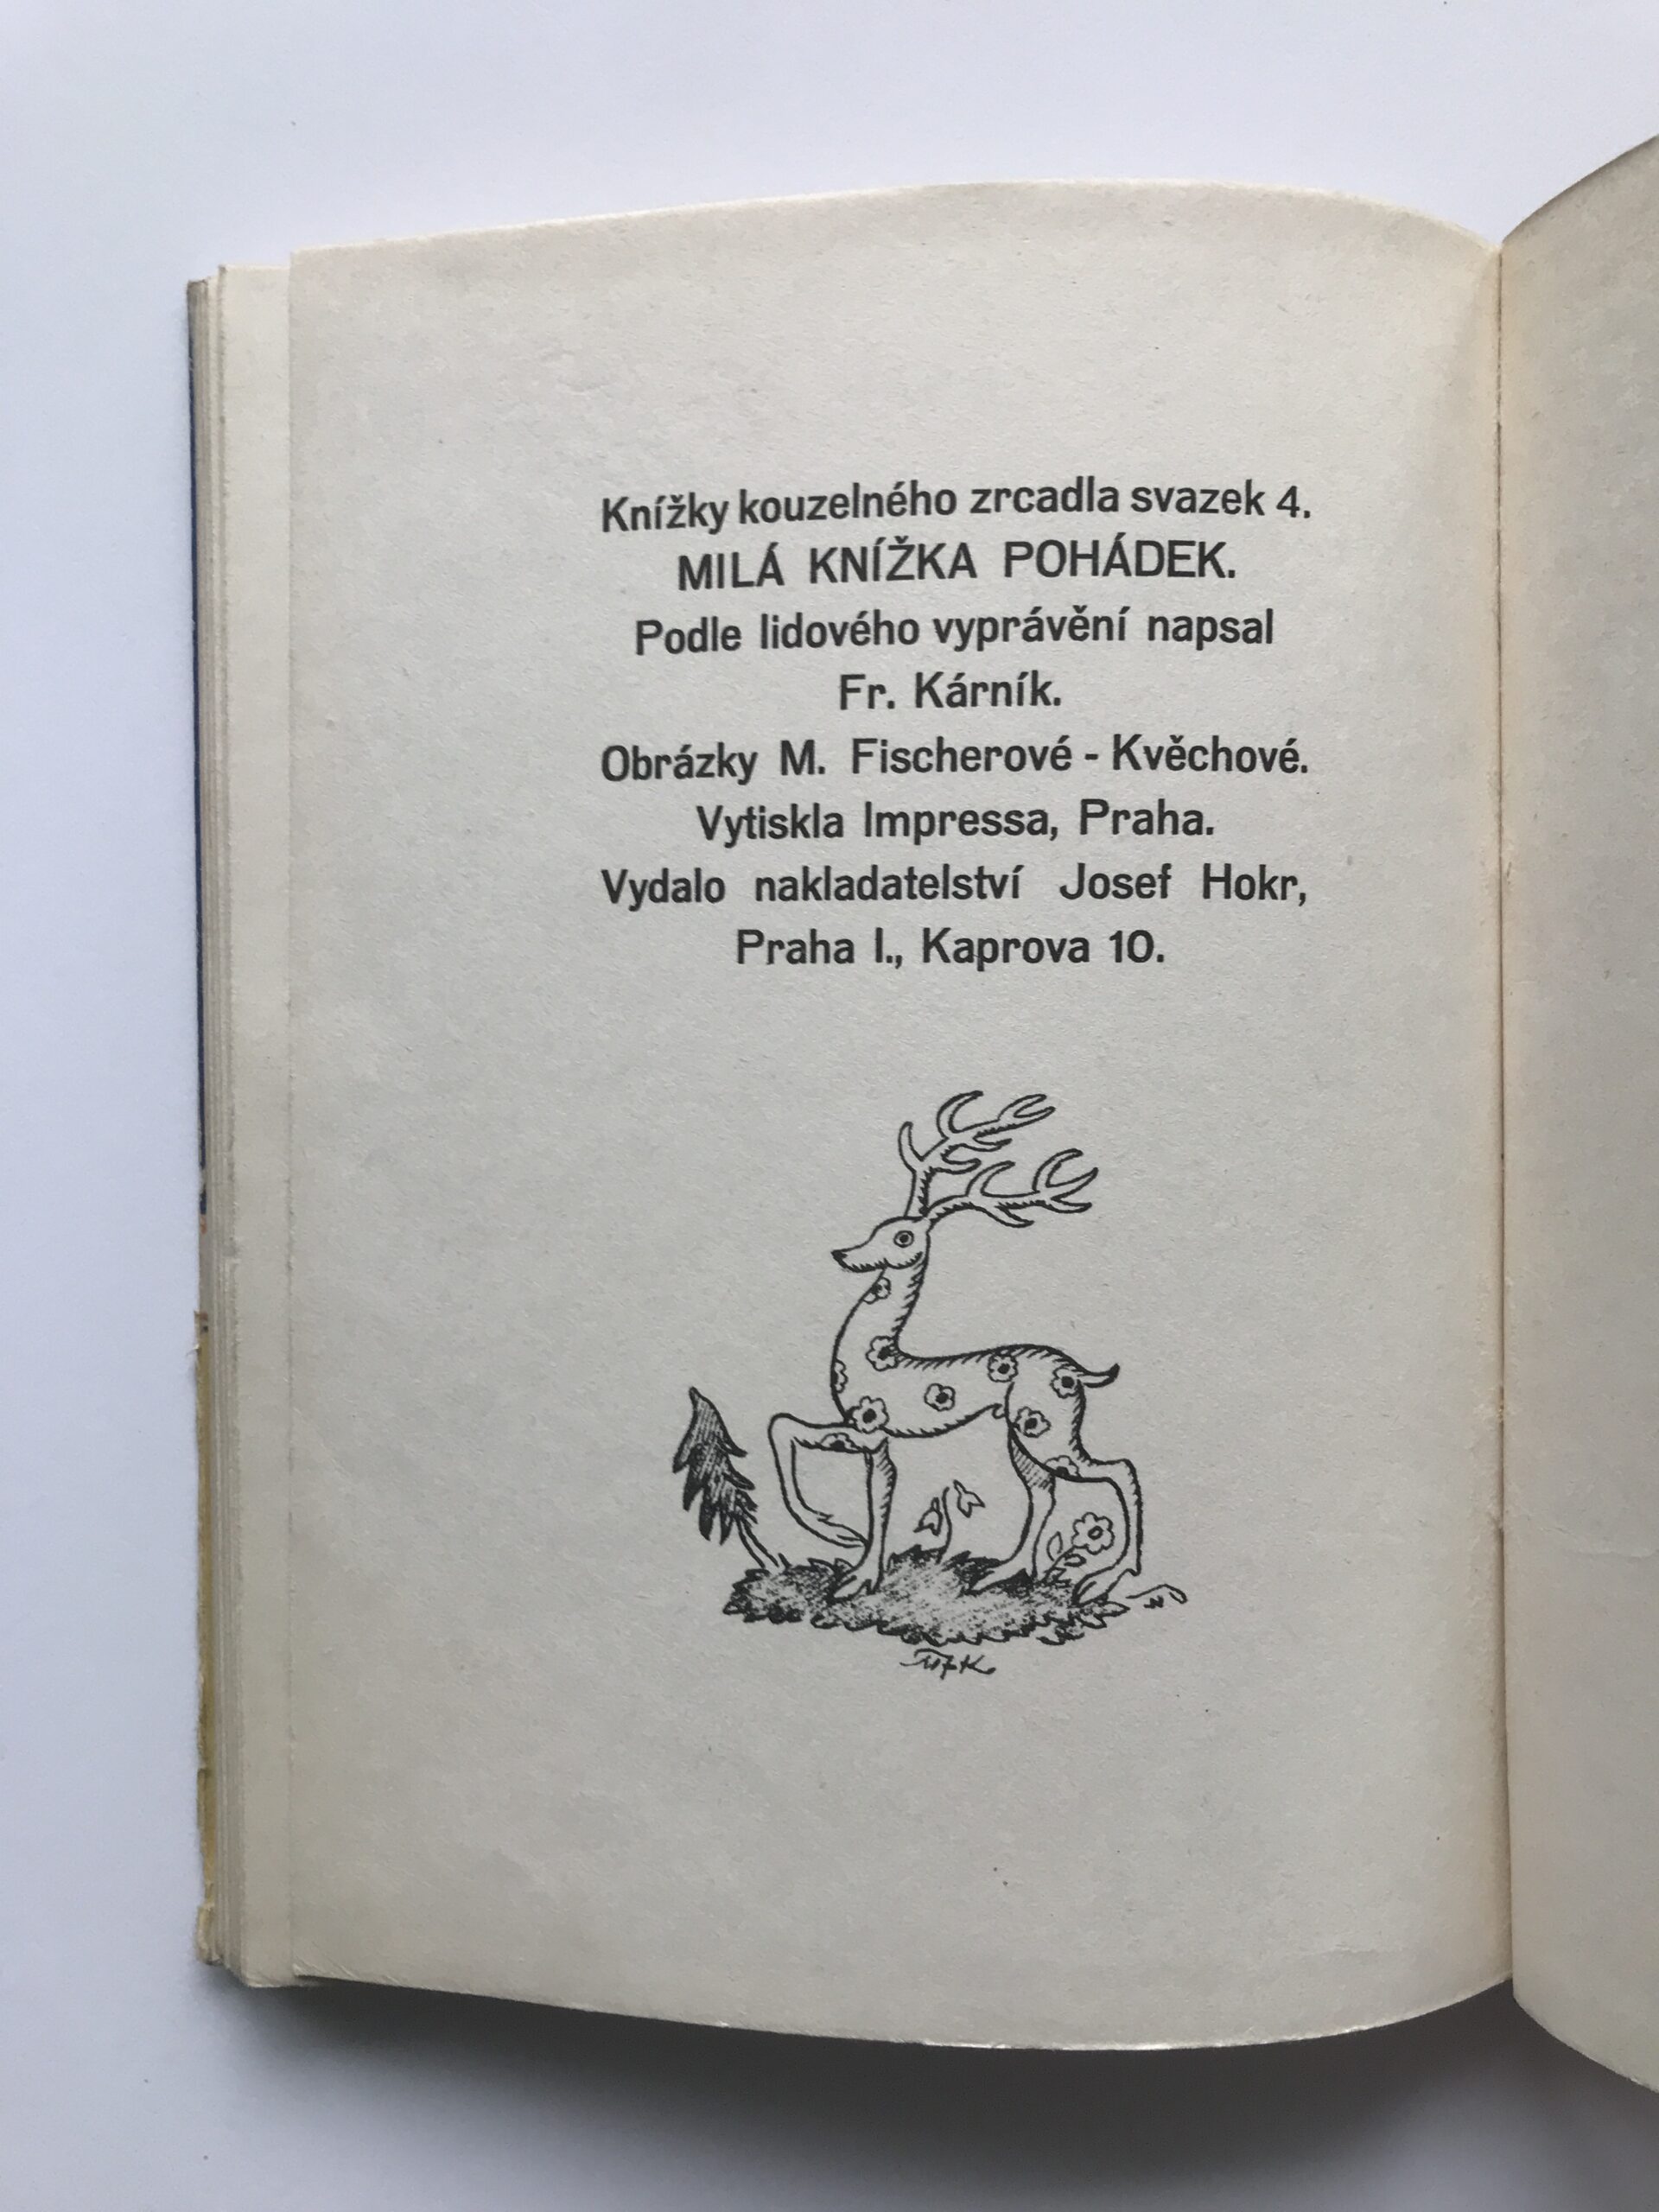 Knížky kouzelného zrcadla svazek 4.
MILÁ KNÍŽKA POHÁDEK.
Podle lidového vyprávění napsal
Fr. Kárník.
Obrázky M. Fischerové - Kvěchové.
Vytiskla Impressa, Praha.
Vydalo nakladatelství Josef Hokr,
Praha I., Kaprova 10.
MFK.